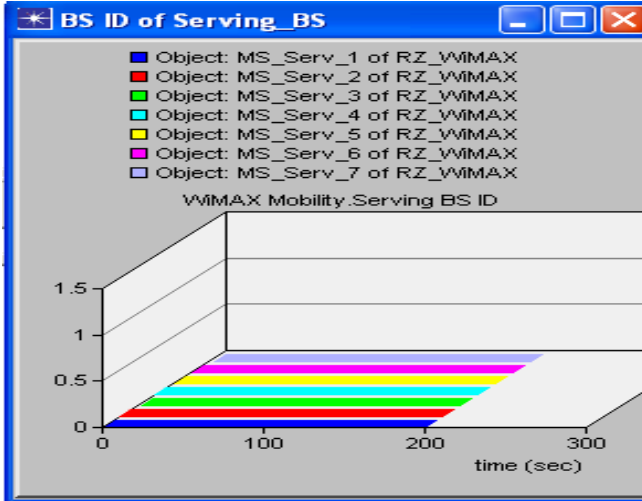 BS ID of Serving_BS
Object: MS_Serv_1 of RZ_WiMAX
Object: MS_Serv_2 of RZ_WiMAX
Object: MS_Serv_3 of RZ_WiMAX
Object: MS_Serv_4 of RZ_WiMAX
Object: MS_Serv_5 of RZ_WiMAX
Object: MS_Serv_6 of RZ_WiMAX
Object: MS_Serv_7 of RZ_WiMAX
WiMAX Mobility.Serving BS ID
1.5
1
0.5
0
0 100 200 300
time (sec)